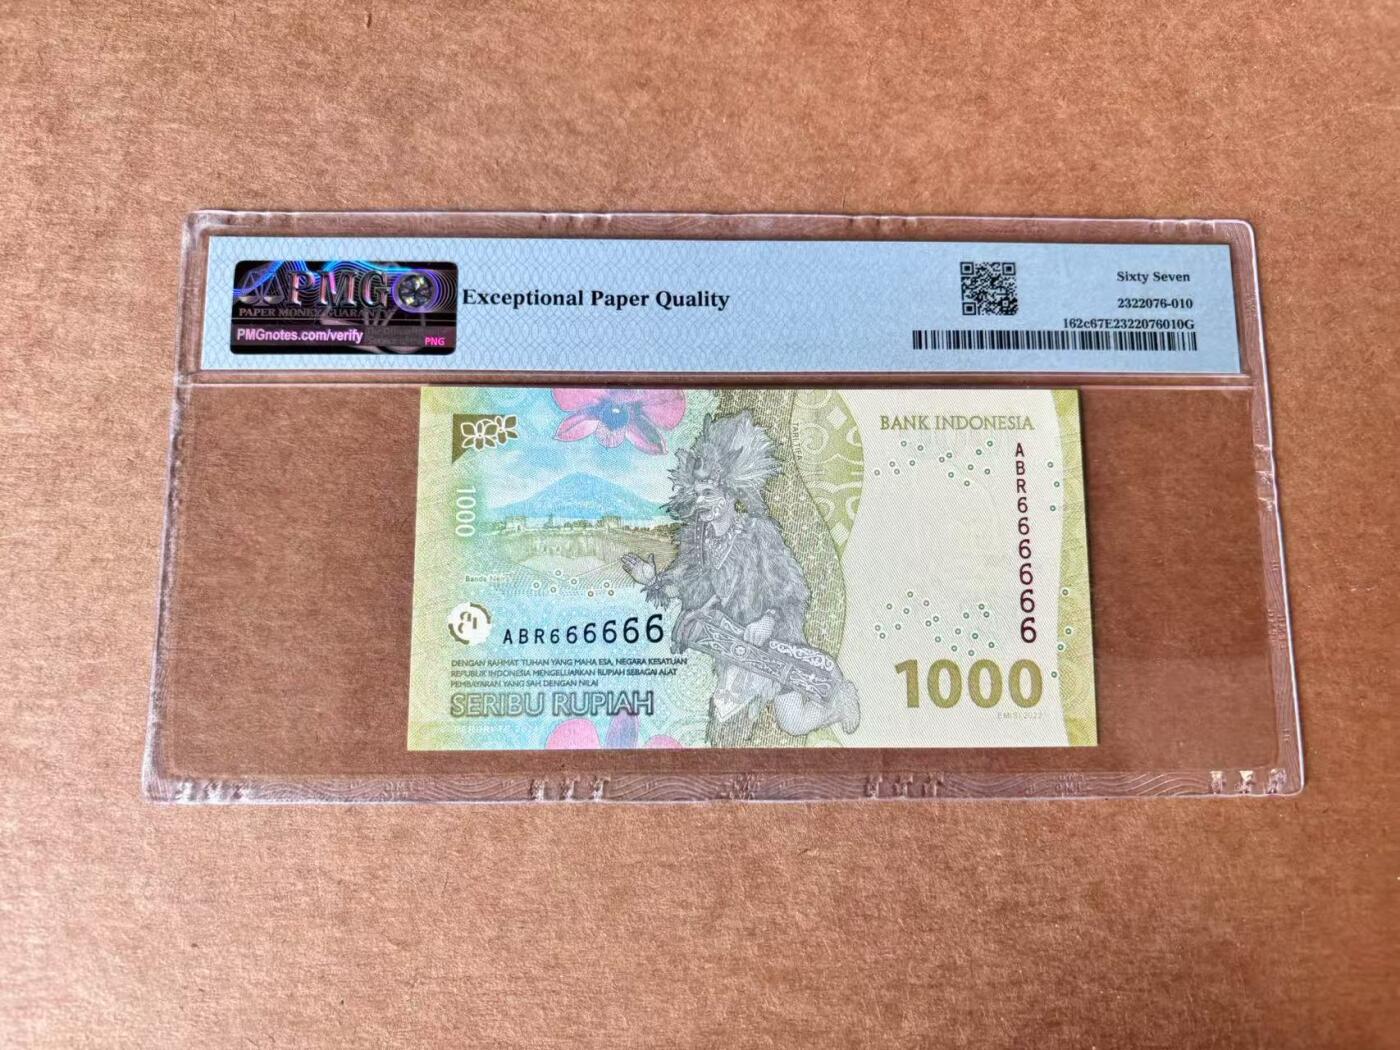 PMG
PAPER MONEY GUARANTY
PMGnotes.com/verify
PNG
Exceptional Paper Quality
Sixty Seven
2322076-010
162c67E2322076010G
1000
BANK INDONESIA
ABR666666
Banda Neira
ABR666666
DENGAN RAHMAT TUHAN YANG MAHA ESA, NEGARA KESATUAN
REPUBLIK INDONESIA MENGELUARKAN RUPIAH SEBAGAI ALAT
PEMBAYARAN YANG SAH DENGAN NILAI
SERIBU RUPIAH
1000
EMISI 2022